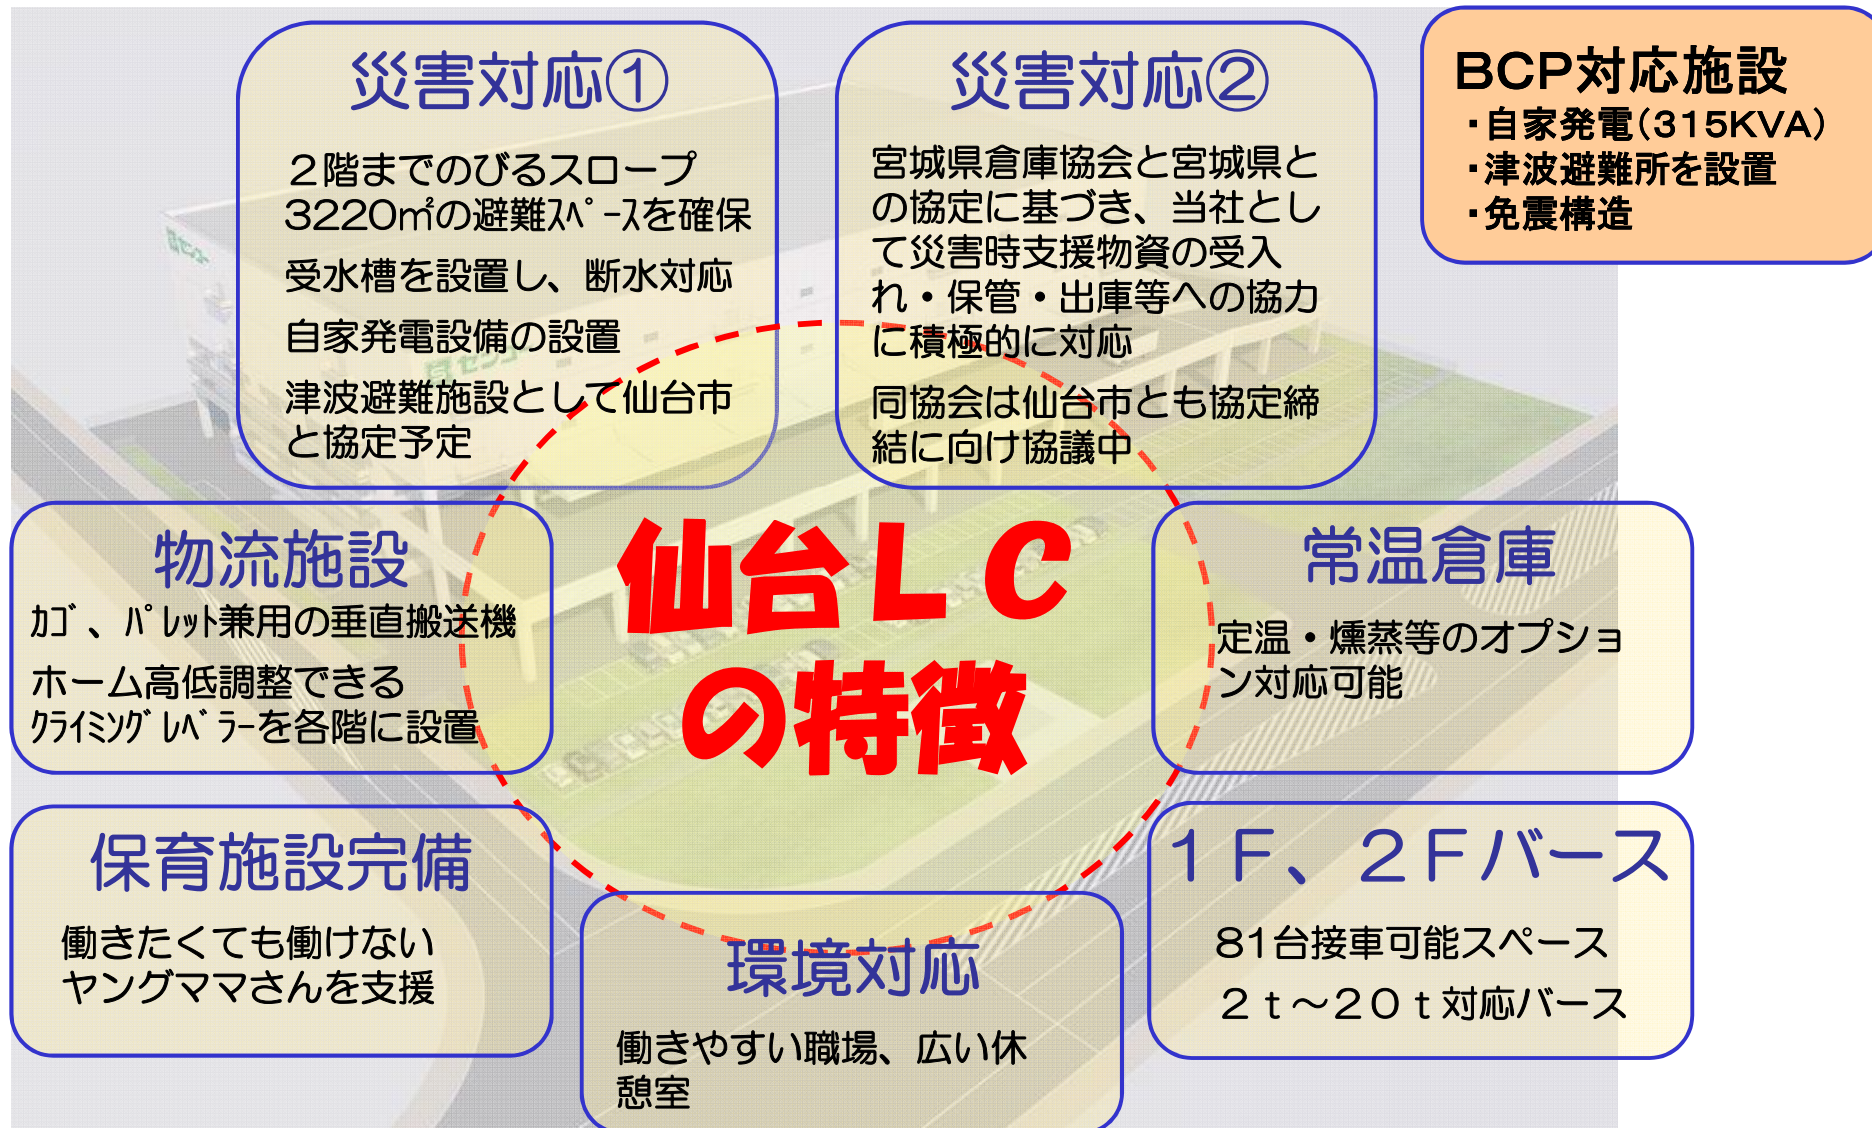 災害対応①
２階までのびるスロープ
3220㎡の避難ｽﾍﾟｰｽを確保
受水槽を設置し、断水対応
自家発電設備の設置
津波避難施設として仙台市
と協定予定
災害対応②
宮城県倉庫協会と宮城県と
の協定に基づき、当社とし
て災害時支援物資の受入
れ・保管・出庫等への協力
に積極的に対応
同協会は仙台市とも協定締
結に向け協議中
BCP対応施設
・自家発電（315KVA）
・津波避難所を設置
・免震構造
センコー
センコー
物流施設
ｶｺﾞ、ﾊﾟﾚｯﾄ兼用の垂直搬送機
ホーム高低調整できる
ｸﾗｲﾐﾝｸﾞﾚﾍﾞﾗｰを各階に設置
仙台ＬＣ
の特徴
常温倉庫
定温・燻蒸等のオプショ
ン対応可能
保育施設完備
働きたくても働けない
ヤングママさんを支援
環境対応
働きやすい職場、広い休
憩室
１Ｆ、２Ｆバース
81台接車可能スペース
２ｔ～２０ｔ対応バース